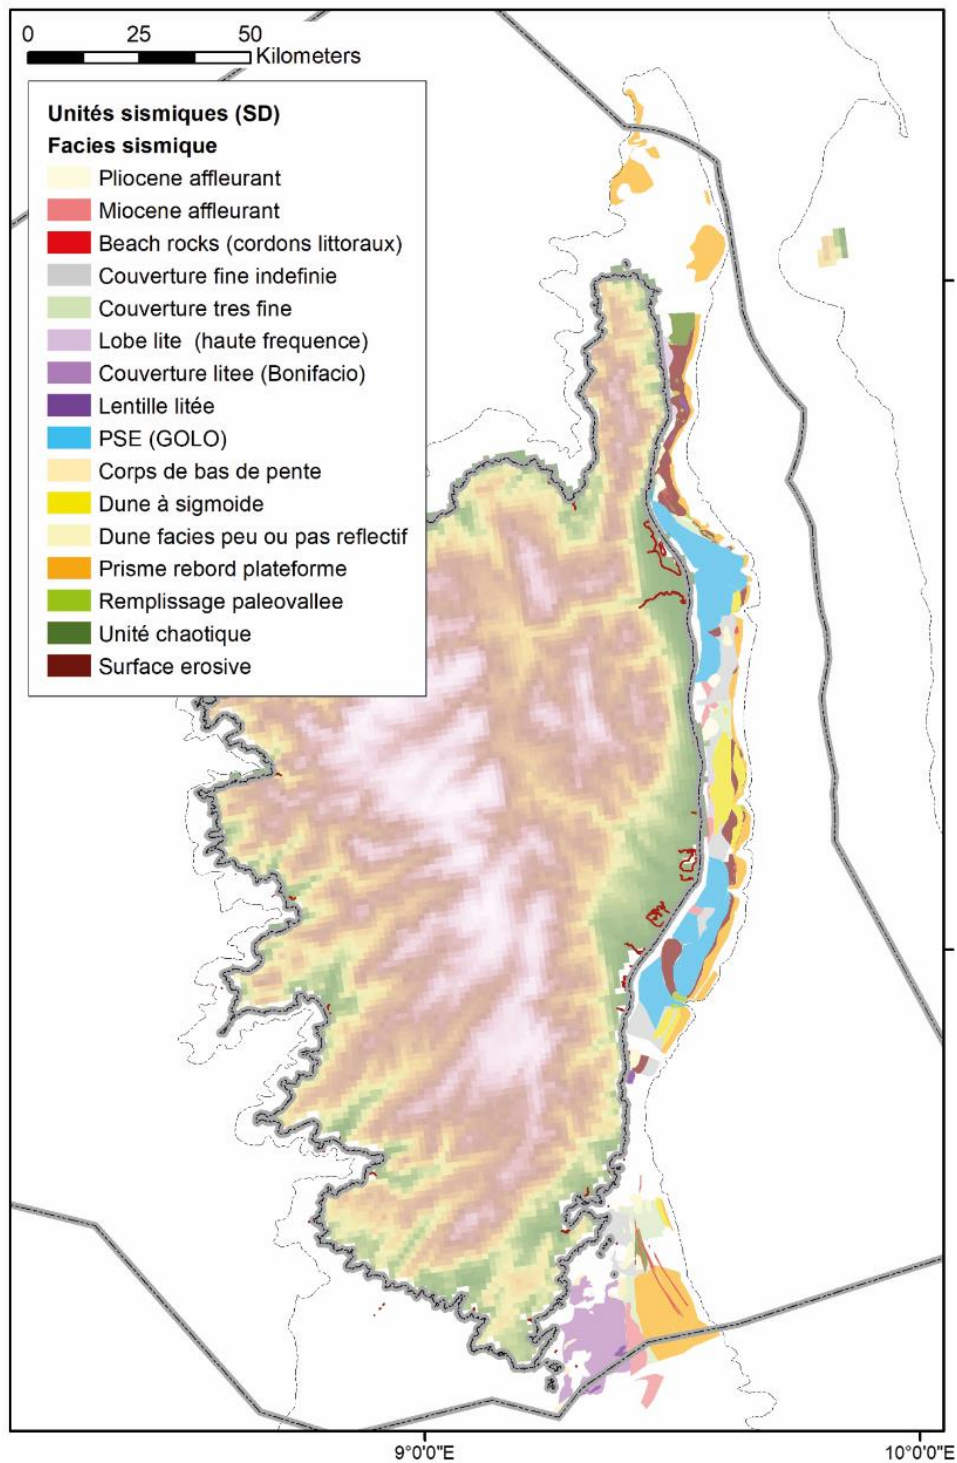 0 25 50
Kilometers
Unités sismiques (SD)
Facies sismique
Pliocene affleurant
Miocene affleurant
Beach rocks (cordons littoraux)
Couverture fine indefinie
Couverture tres fine
Lobe lite (haute frequence)
Couverture litee (Bonifacio)
Lentille litée
PSE (GOLO)
Corps de bas de pente
Dune à sigmoide
Dune facies peu ou pas reflectif
Prisme rebord plateforme
Remplissage paleovallee
Unité chaotique
Surface erosive
9°0'0"E 10°0'0"E